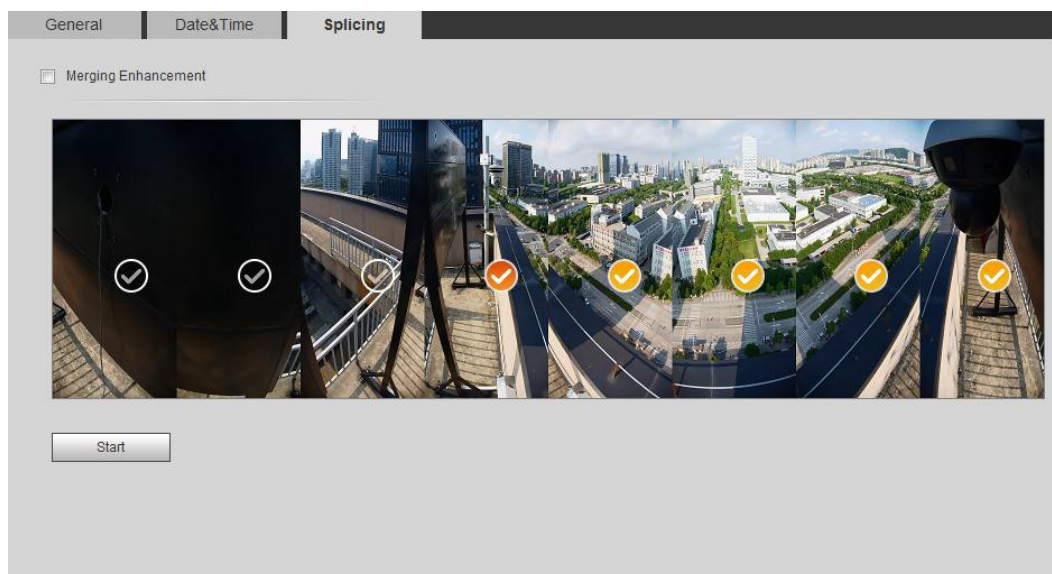 General
Date&Time
Splicing
Merging Enhancement
Start